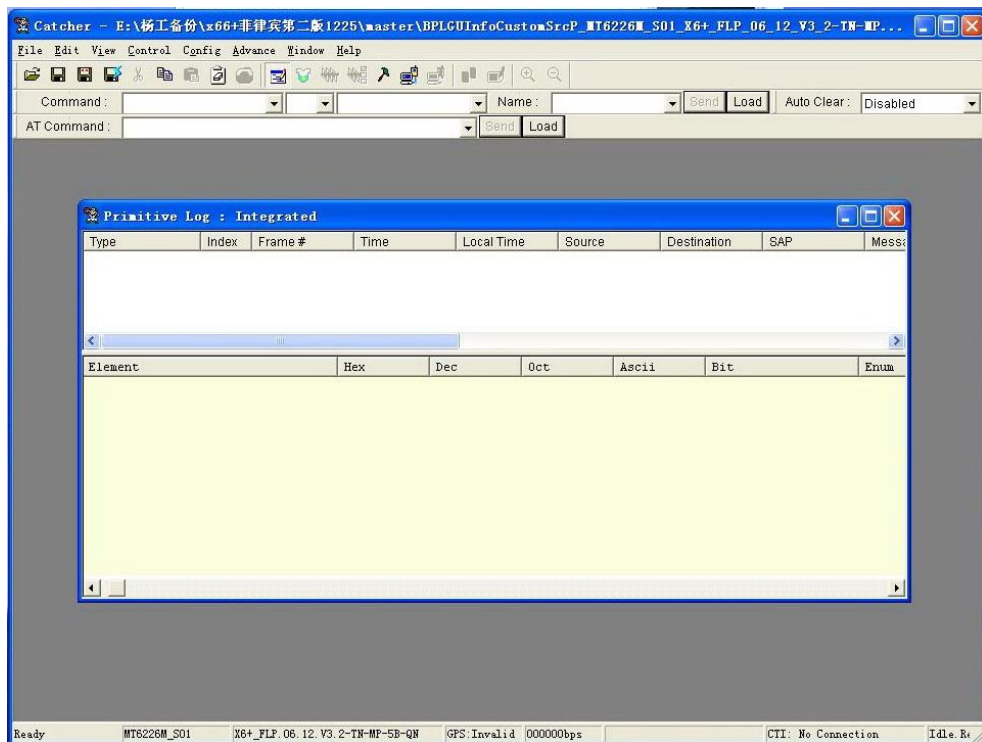 Catcher - E:\杨工备份\x66+菲律宾第二版1225\master\BPLGUInfoCustomSrcP_MT6226M_S01_X6+_FLP_06_12_V3_2-TN-MP...
File Edit View Control Config Advance Window Help
Command : Name : Send Load Auto Clear : Disabled
AT Command : Send Load
Primitive Log : Integrated
Type Index Frame # Time Local Time Source Destination SAP Messa
Element Hex Dec Oct Ascii Bit Enum
Ready MT6226M_S01 X6+_FLP.06.12.V3.2-TN-MP-5B-QN GPS:Invalid 000000bps CTI: No Connection Idle.Re